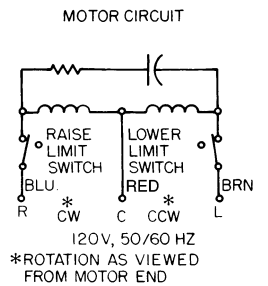 MOTOR CIRCUIT
RAISE LIMIT SWITCH
LOWER LIMIT SWITCH
BLU.
RED
BRN
R
*
CW
C
*
CCW
L
120V, 50/60 HZ
*ROTATION AS VIEWED
FROM MOTOR END